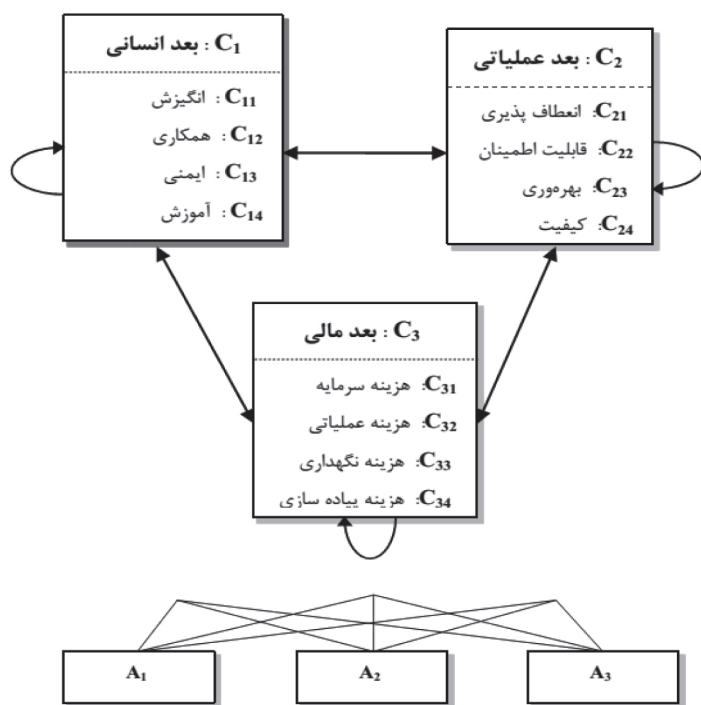 C₁ : بعد انسانی
C₁₁ : انگیزش
C₁₂ : همکاری
C₁₃ : ایمنی
C₁₄ : آموزش
C₂ : بعد عملیاتی
C₂₁ : انعطاف پذیری
C₂₂: قابلیت اطمینان
C₂₃ : بهره‌وری
C₂₄: کیفیت
C₃ : بعد مالی
C₃₁: هزینه سرمایه
C₃₂: هزینه عملیاتی
C₃₃: هزینه نگهداری
C₃₄: هزینه پیاده سازی
A₁
A₂
A₃